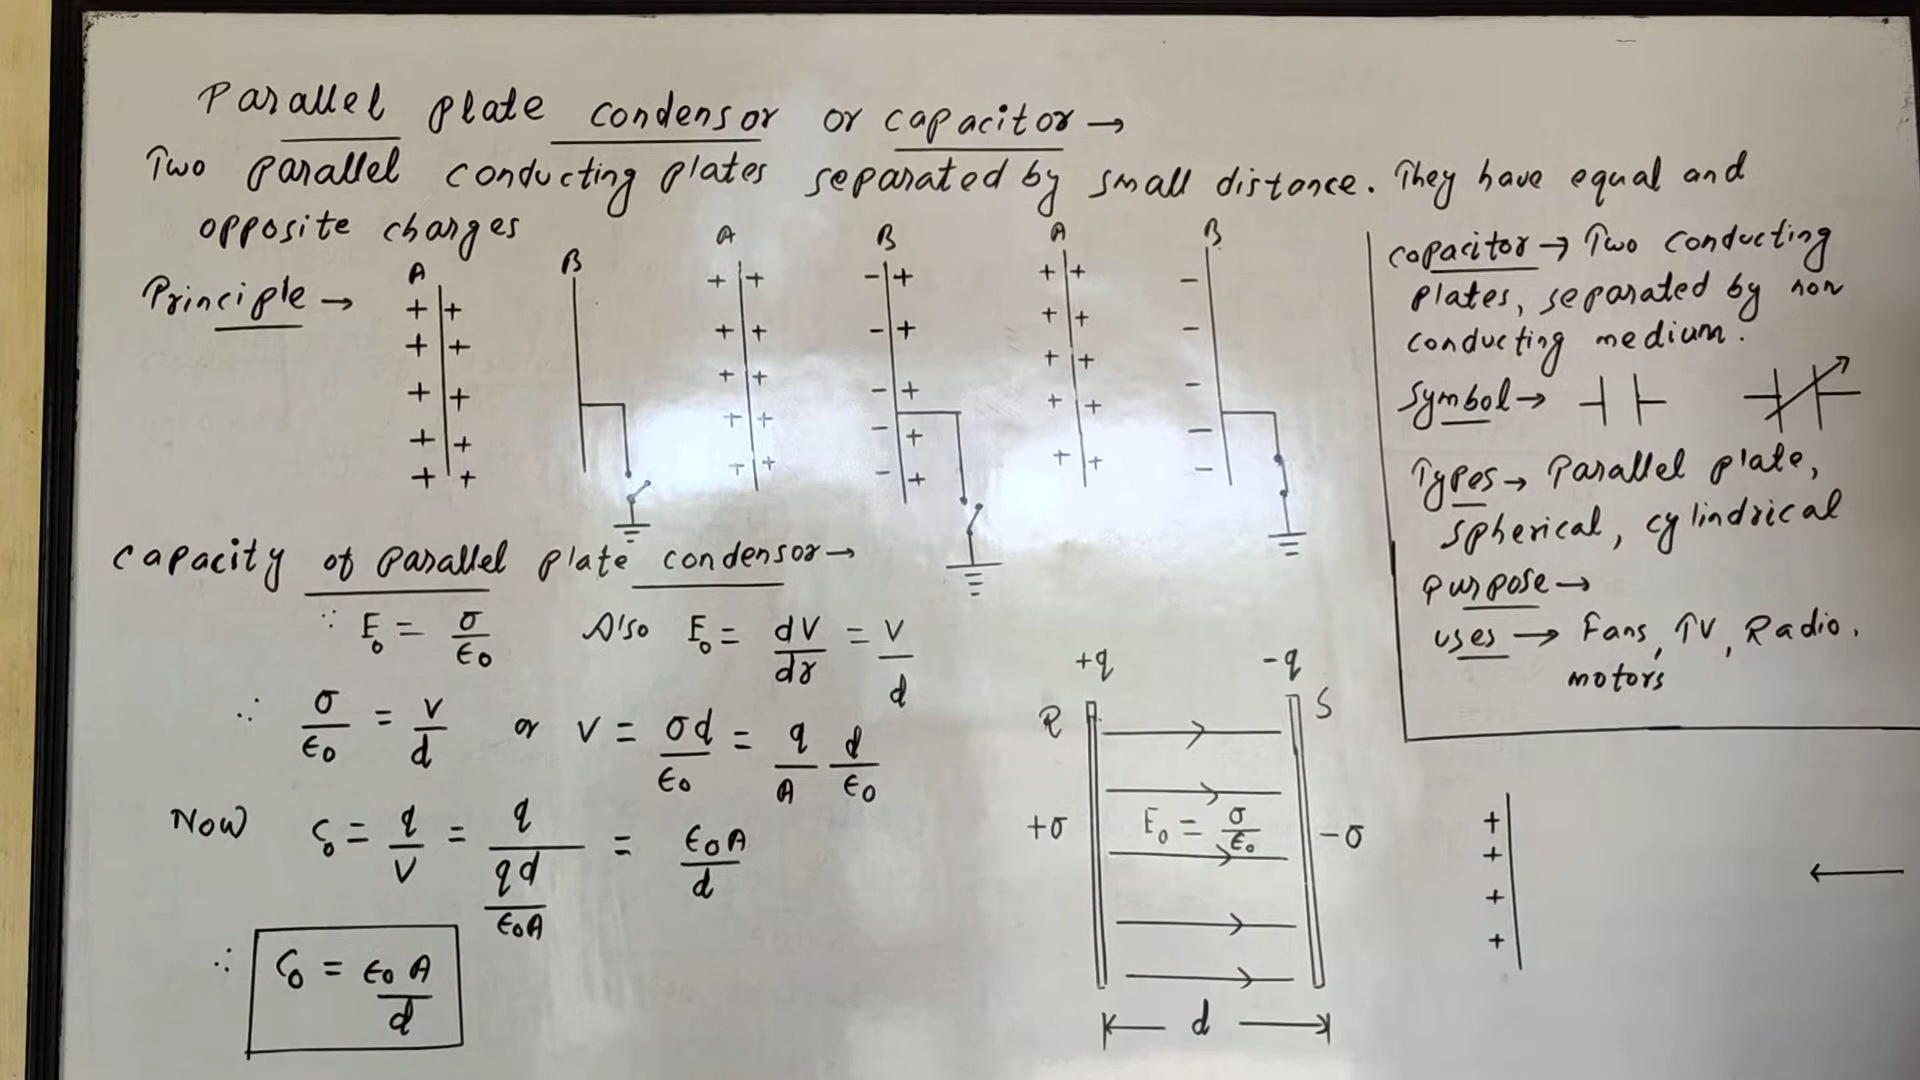 Parallel plate condensor or capacitor →
Two parallel conducting plates separated by small distance. They have equal and
opposite charges
Principle →
A
+ +
+ +
+ +
+ +
+ +
B
A
+ +
+ +
+ +
+ +
+ +
B
- +
- +
- +
- +
- +
A
+ +
+ +
+ +
+ +
+ +
B
-
-
-
-
-
capacitor → Two conducting
plates, separated by non
conducting medium.
Symbol →
Types → Parallel plate,
spherical, cylindrical
purpose →
uses → Fans, TV, Radio.
motors
capacity of parallel plate condensor →
∵ E₀ = σ/ϵ₀ Also E₀ = dV/dr = V/d
∴ σ/ϵ₀ = V/d or V = σd/ϵ₀ = q/A d/ϵ₀
Now C₀ = q/V = q/(qd/ϵ₀A) = ϵ₀A/d
∴ C₀ = ϵ₀A/d
+q -q
R S
+σ E₀ = σ/ϵ₀ -σ
d
+
+
+
+
←